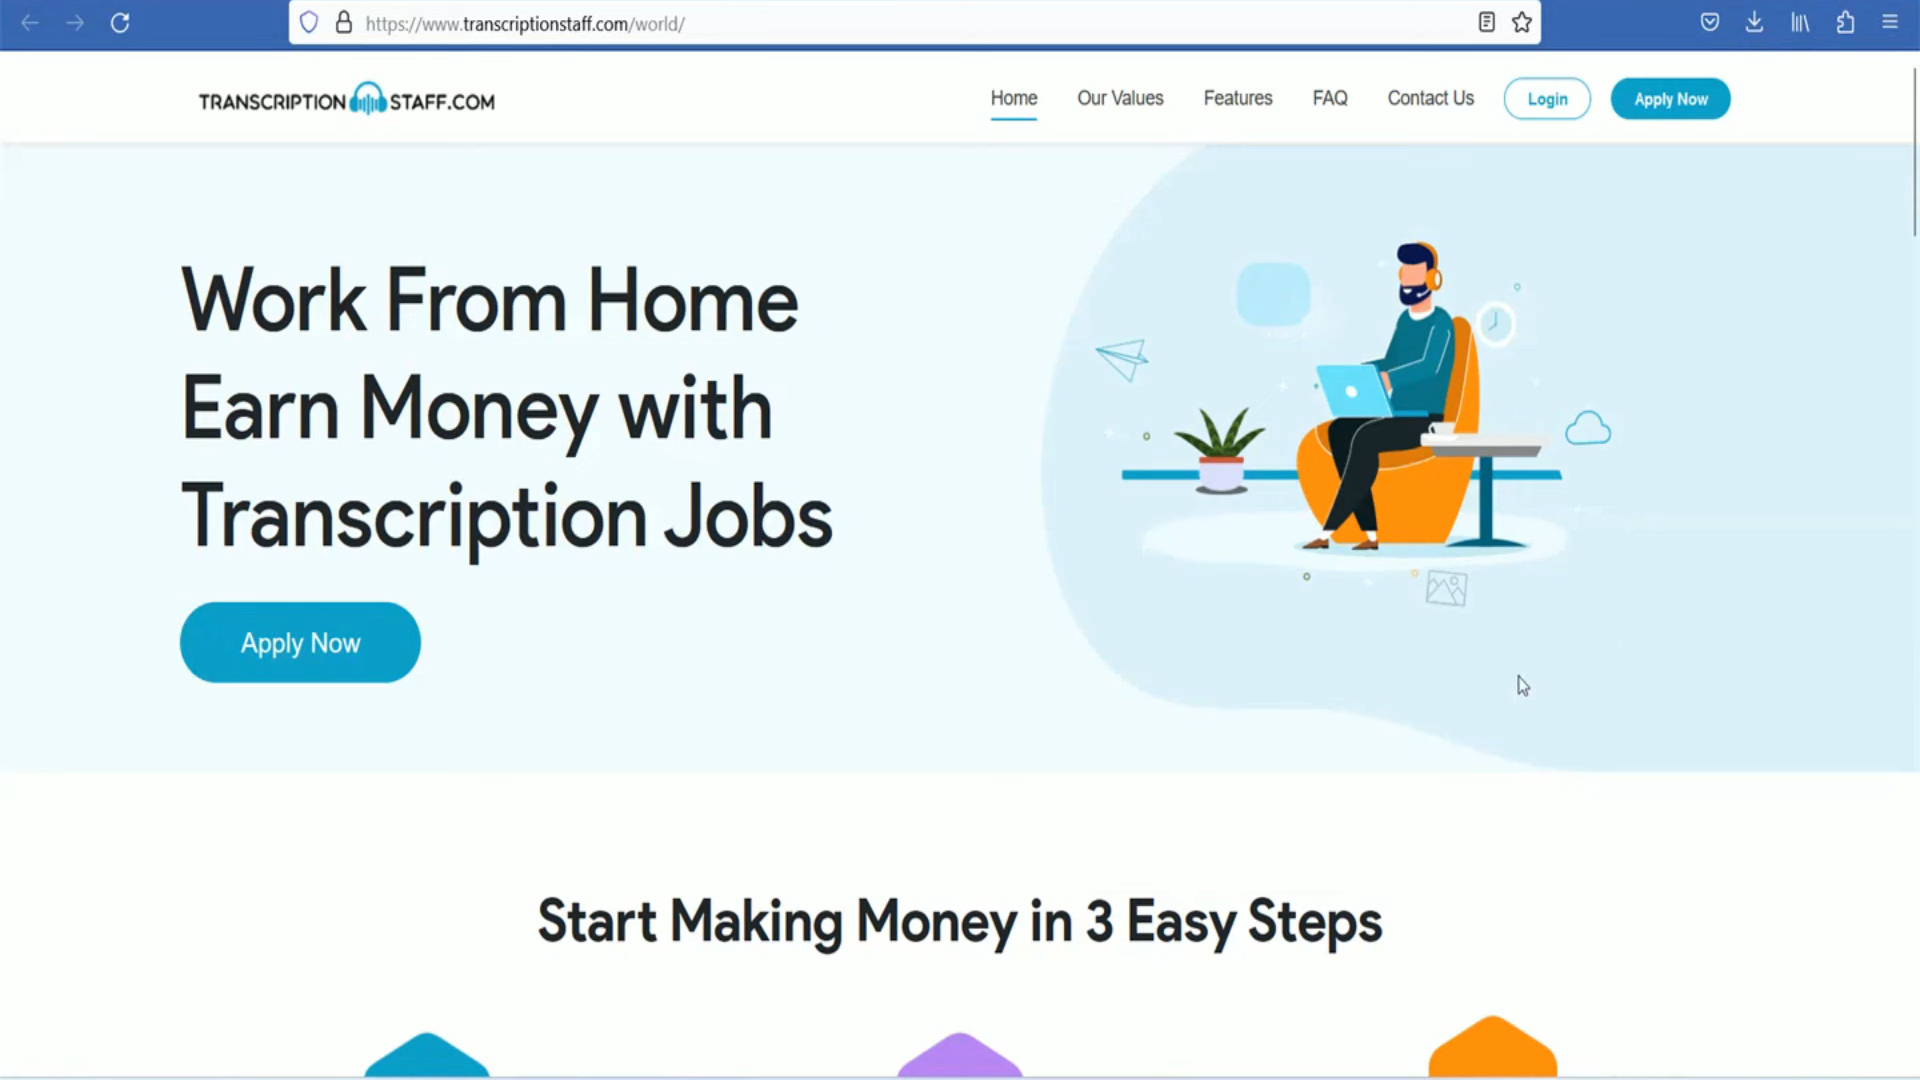 https://www.transcriptionstaff.com/world/
TRANSCRIPTION STAFF.COM
Home Our Values Features FAQ Contact Us Login Apply Now
Work From Home
Earn Money with
Transcription Jobs
Apply Now
Start Making Money in 3 Easy Steps